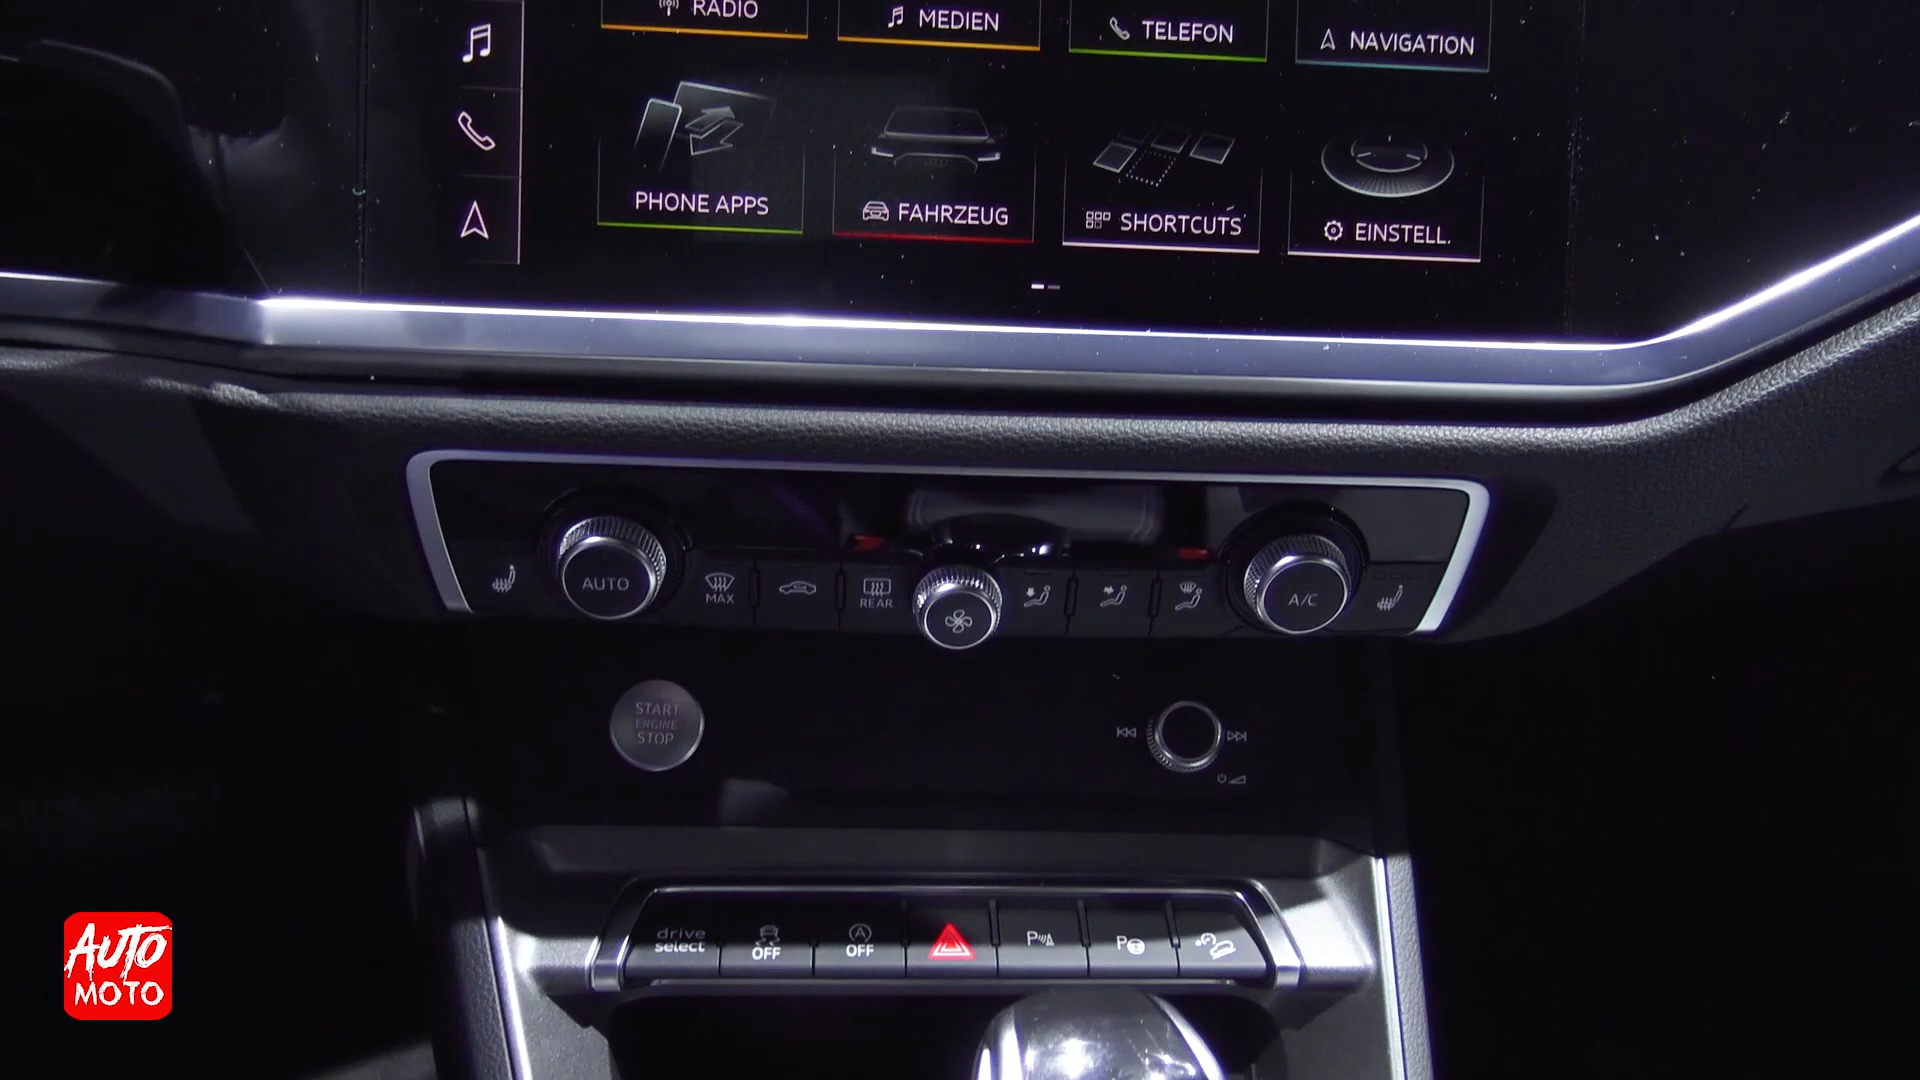 RADIO
MEDIEN
TELEFON
NAVIGATION
PHONE APPS
FAHRZEUG
SHORTCUTS
EINSTELL.
AUTO
MAX
REAR
A/C
START
ENGINE
STOP
drive
select
OFF
A
OFF
P
P
AUTO
MOTO